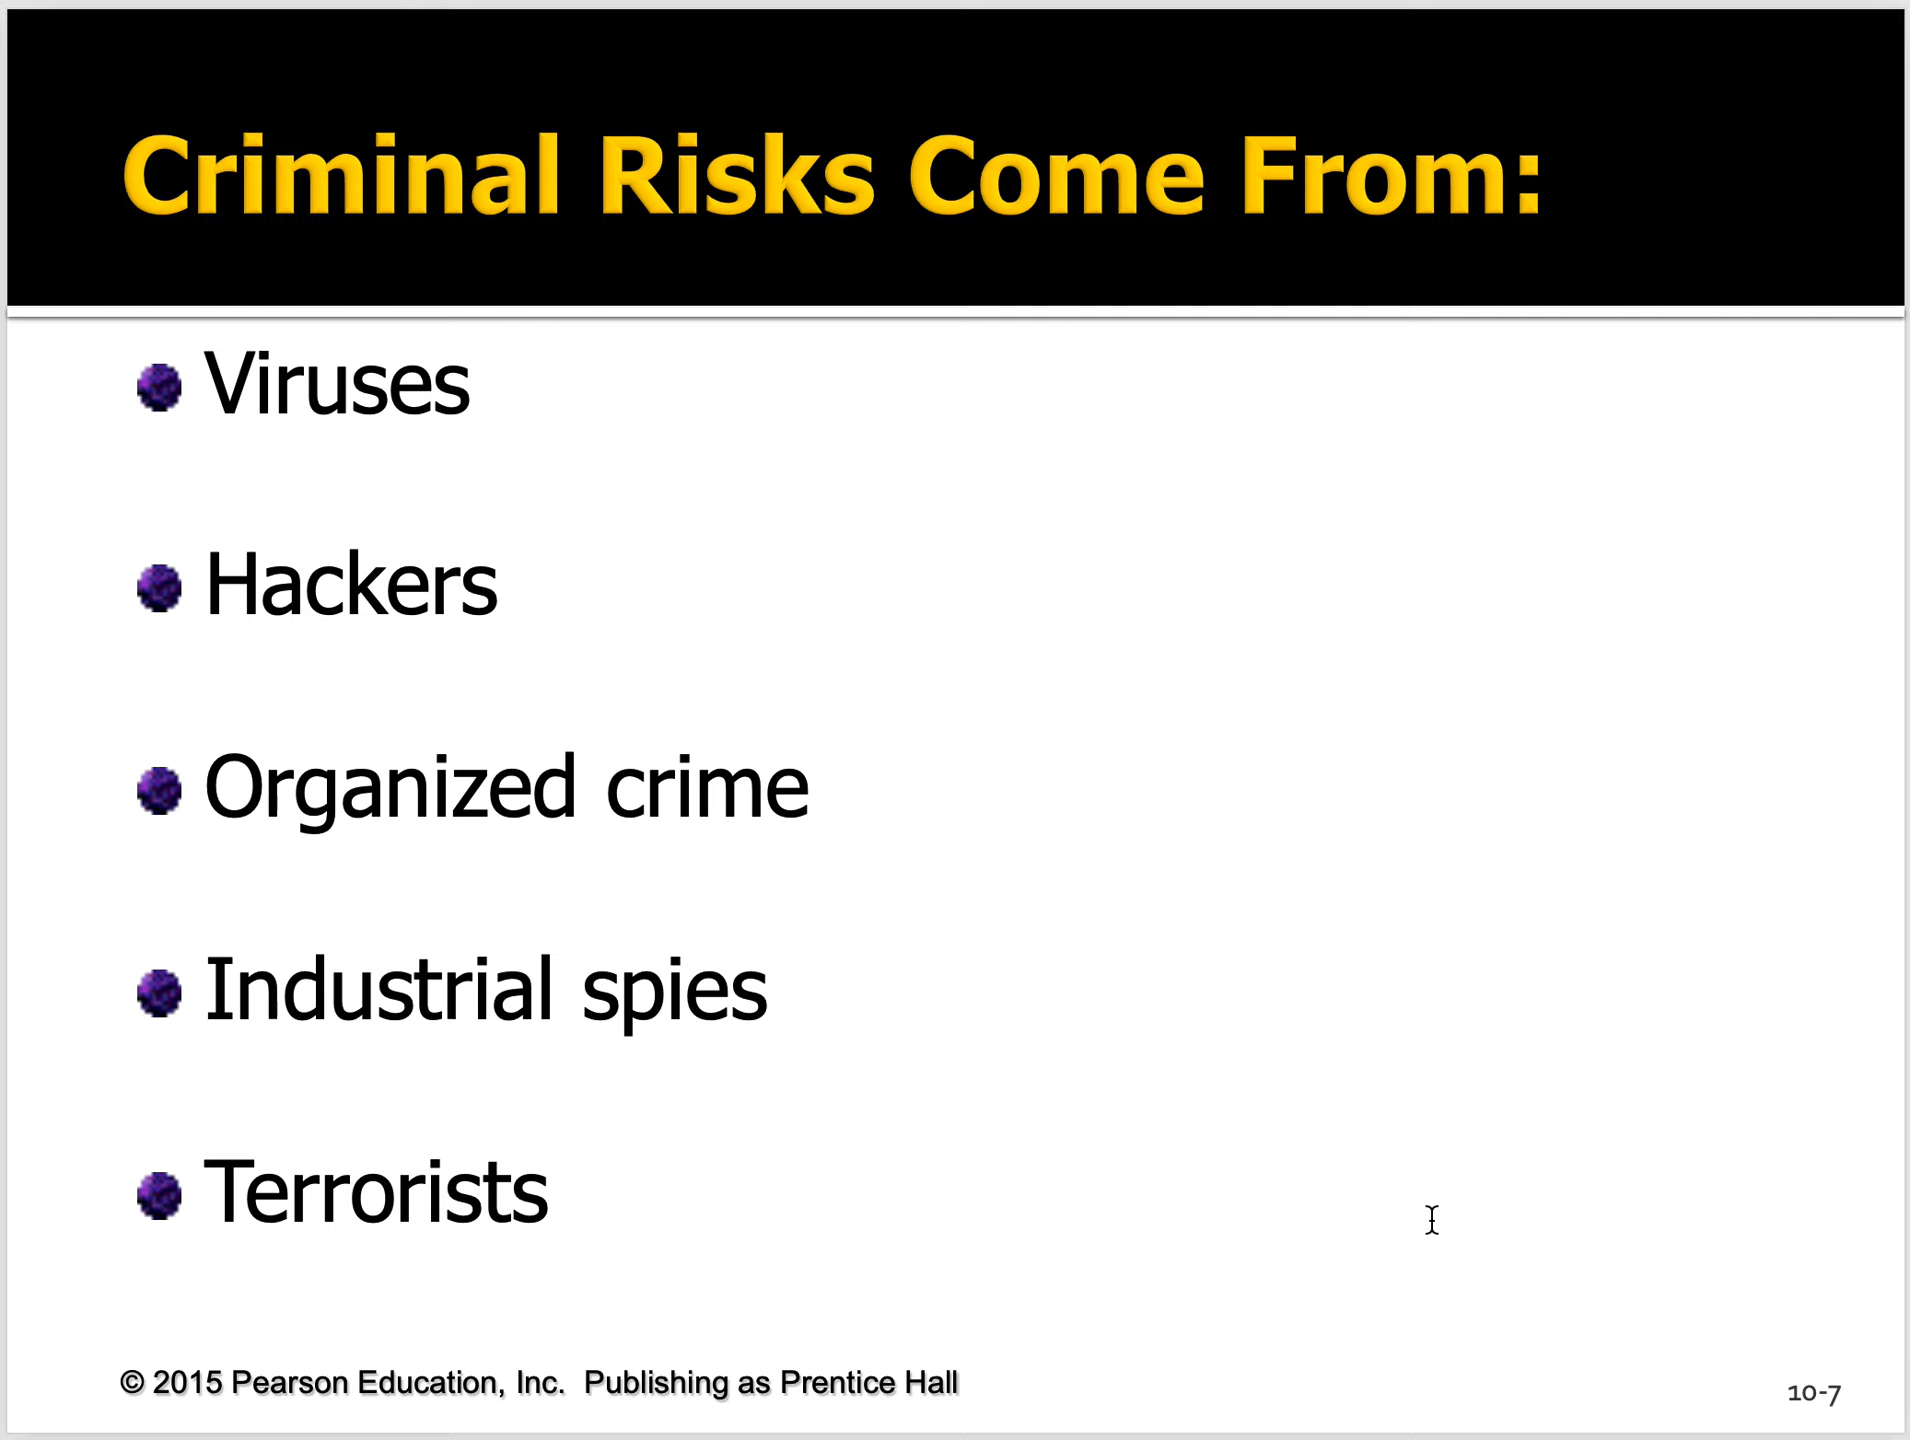 Criminal Risks Come From:
Viruses
Hackers
Organized crime
Industrial spies
Terrorists
© 2015 Pearson Education, Inc.  Publishing as Prentice Hall
10-7